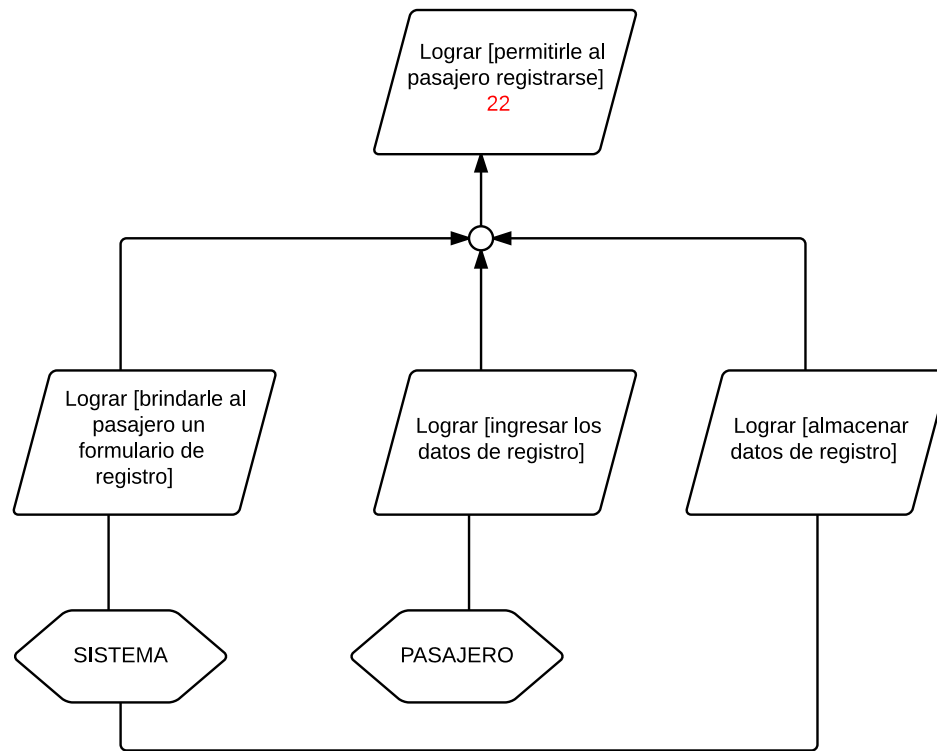 Lograr [permitirle al
pasajero registrarse]
22
Lograr [brindarle al
pasajero un
formulario de
registro]
Lograr [ingresar los
datos de registro]
Lograr [almacenar
datos de registro]
SISTEMA
PASAJERO